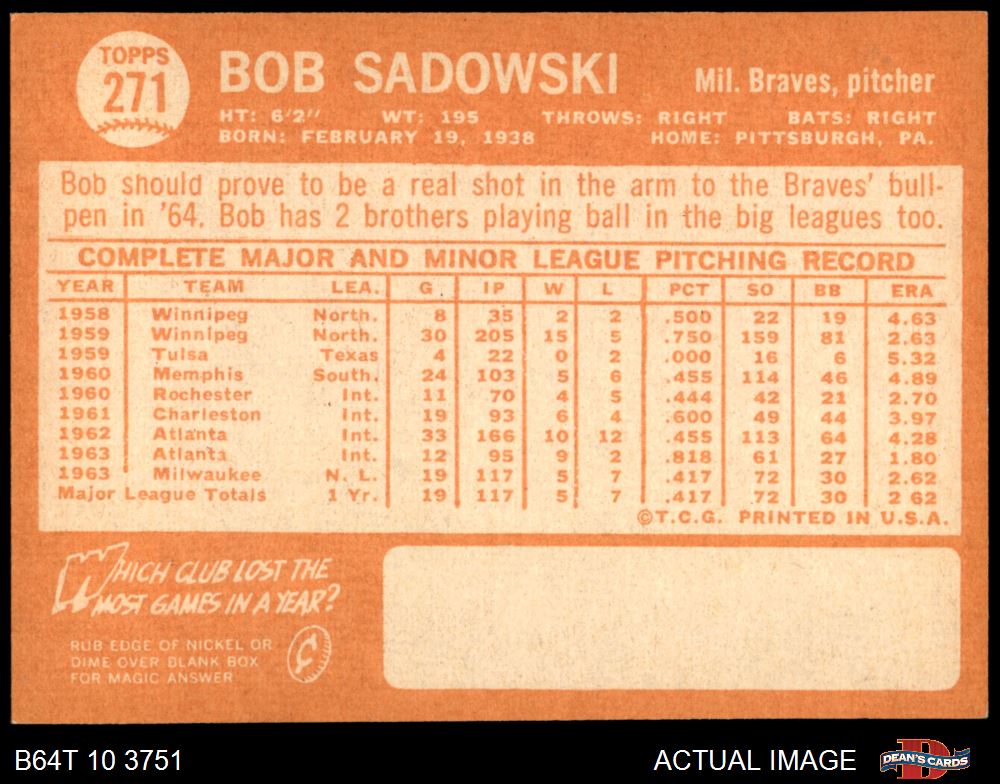 TOPPS
271
BOB SADOWSKI Mil. Braves, pitcher
HT: 6'2" WT: 195 THROWS: RIGHT BATS: RIGHT
BORN: FEBRUARY 19, 1938 HOME: PITTSBURGH, PA.
Bob should prove to be a real shot in the arm to the Braves' bull-
pen in '64. Bob has 2 brothers playing ball in the big leagues too.
COMPLETE MAJOR AND MINOR LEAGUE PITCHING RECORD
YEAR TEAM LEA. G IP W L PCT SO BB ERA
1958 Winnipeg North. 8 35 2 2 .500 22 19 4.63
1959 Winnipeg North. 30 205 15 5 .750 159 81 2.63
1959 Tulsa Texas 4 22 0 2 .000 16 6 5.32
1960 Memphis South. 24 103 5 6 .455 114 46 4.89
1960 Rochester Int. 11 70 4 5 .444 42 21 2.70
1961 Charleston Int. 19 93 6 4 .600 49 44 3.97
1962 Atlanta Int. 33 166 10 12 .455 113 64 4.28
1963 Atlanta Int. 12 95 9 2 .818 61 27 1.80
1963 Milwaukee N. L. 19 117 5 7 .417 72 30 2.62
Major League Totals 1 Yr. 19 117 5 7 .417 72 30 2 62
©T.C.G. PRINTED IN U.S.A.
WHICH CLUB LOST THE
MOST GAMES IN A YEAR?
RUB EDGE OF NICKEL OR
DIME OVER BLANK BOX
FOR MAGIC ANSWER
¢
B64T 10 3751 ACTUAL IMAGE
D
DEAN'S CARDS